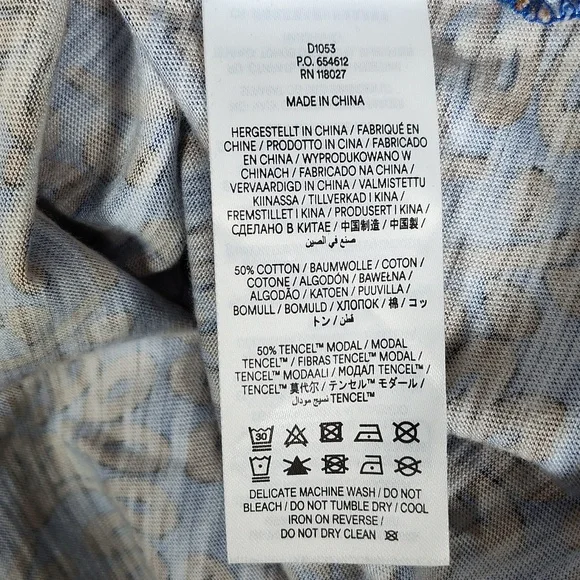 D1053
P.O. 654612
RN 118027
MADE IN CHINA
HERGESTELLT IN CHINA / FABRIQUÉ EN
CHINE / PRODOTTO IN CINA / FABRICADO
EN CHINA / WYPRODUKOWANO W
CHINACH / FABRICADO NA CHINA /
VERVAARDIGD IN CHINA / VALMISTETTU
KIINASSA / TILLVERKAD I KINA /
FREMSTILLET I KINA / PRODUSERT I KINA /
СДЕЛАНО В КИТАЕ / 中国制造 / 中国製 /
صنع في الصين
50% COTTON / BAUMWOLLE / COTON /
COTONE / ALGODÓN / BAWEŁNA /
ALGODÃO / KATOEN / PUUVILLA /
BOMULL / BOMULD / ХЛОПОК / 棉 / コッ
トン / قطن
50% TENCEL™ MODAL / MODAL
TENCEL™ / FIBRAS TENCEL™ MODAL
TENCEL™ MODAALI / МОДАЛ TENCEL™ /
TENCEL™ 莫代尔 / テンセル™ モダール /
TENCEL™ نسيج مودال
30
DELICATE MACHINE WASH / DO NOT
BLEACH / DO NOT TUMBLE DRY / COOL
IRON ON REVERSE /
DO NOT DRY CLEAN